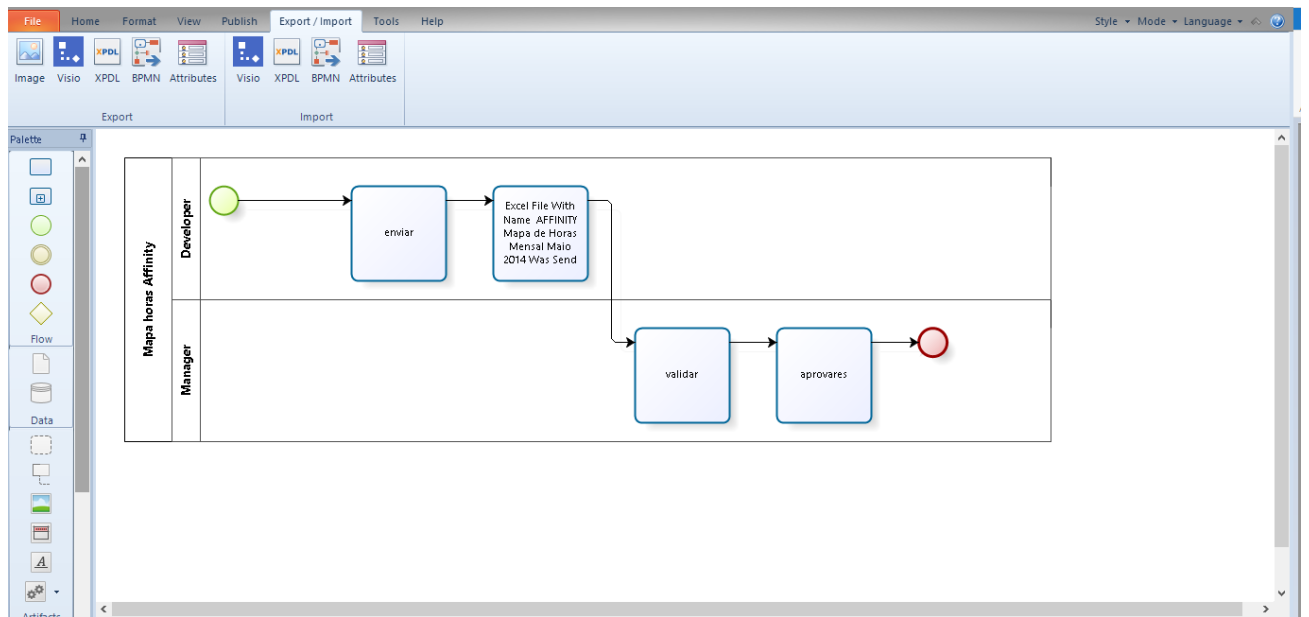 File Home Format View Publish Export / Import Tools Help Style Mode Language
Image Visio XPDL BPMN Attributes Visio XPDL BPMN Attributes
Export Import
Palette
Flow
Data
Artifacts
Mapa horas Affinity
Developer
enviar
Excel File With
Name AFFINITY
Mapa de Horas
Mensal Maio
2014 Was Send
Manager
validar
aprovares